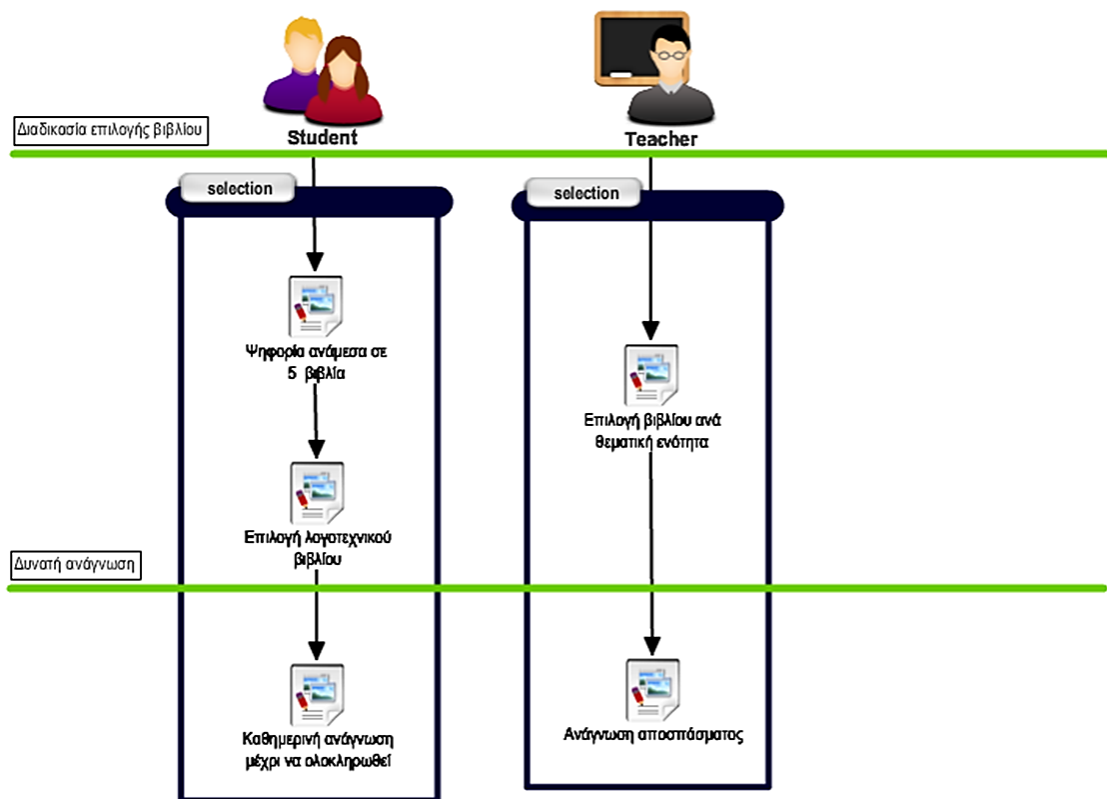 Διαδικασία επιλογής βιβλίου
Student
Teacher
selection
selection
Ψηφορία ανάμεσα σε
5 βιβλία
Επιλογή βιβλίου ανά
θεματική ενότητα
Επιλογή λογοτεχνικού
βιβλίου
Δυνατή ανάγνωση
Καθημερινή ανάγνωση
μέχρι να ολοκληρωθεί
Ανάγνωση αποσπάσματος